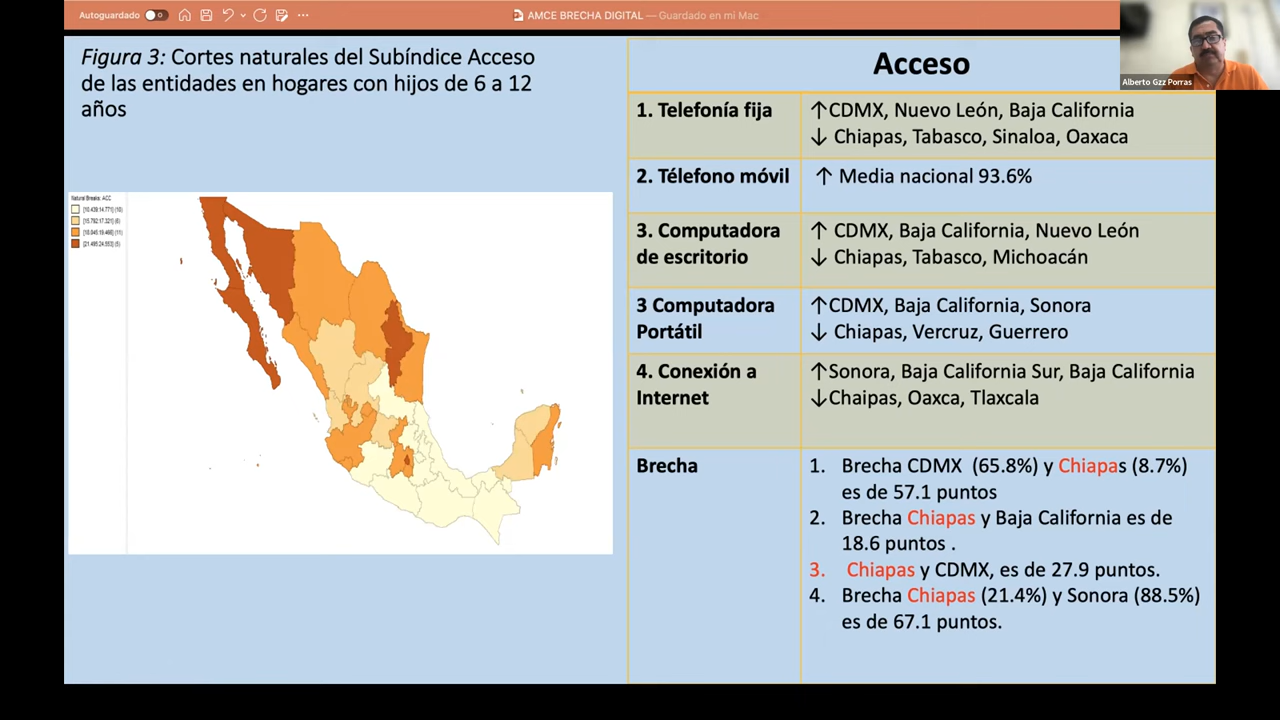 Autoguardado
AMCE BRECHA DIGITAL — Guardado en mi Mac
Alberto Gzz Porras
Figura 3: Cortes naturales del Subíndice Acceso
de las entidades en hogares con hijos de 6 a 12
años
Natural Breaks: ACC
Acceso
1. Telefonía fija
↑CDMX, Nuevo León, Baja California
↓ Chiapas, Tabasco, Sinaloa, Oaxaca
2. Télefono móvil
↑ Media nacional 93.6%
3. Computadora
de escritorio
↑ CDMX, Baja California, Nuevo León
↓ Chiapas, Tabasco, Michoacán
3 Computadora
Portátil
↑CDMX, Baja California, Sonora
↓ Chiapas, Vercruz, Guerrero
4. Conexión a
Internet
↑Sonora, Baja California Sur, Baja California
↓Chaipas, Oaxca, Tlaxcala
Brecha
1. Brecha CDMX (65.8%) y Chiapas (8.7%)
es de 57.1 puntos
2. Brecha Chiapas y Baja California es de
18.6 puntos .
3. Chiapas y CDMX, es de 27.9 puntos.
4. Brecha Chiapas (21.4%) y Sonora (88.5%)
es de 67.1 puntos.